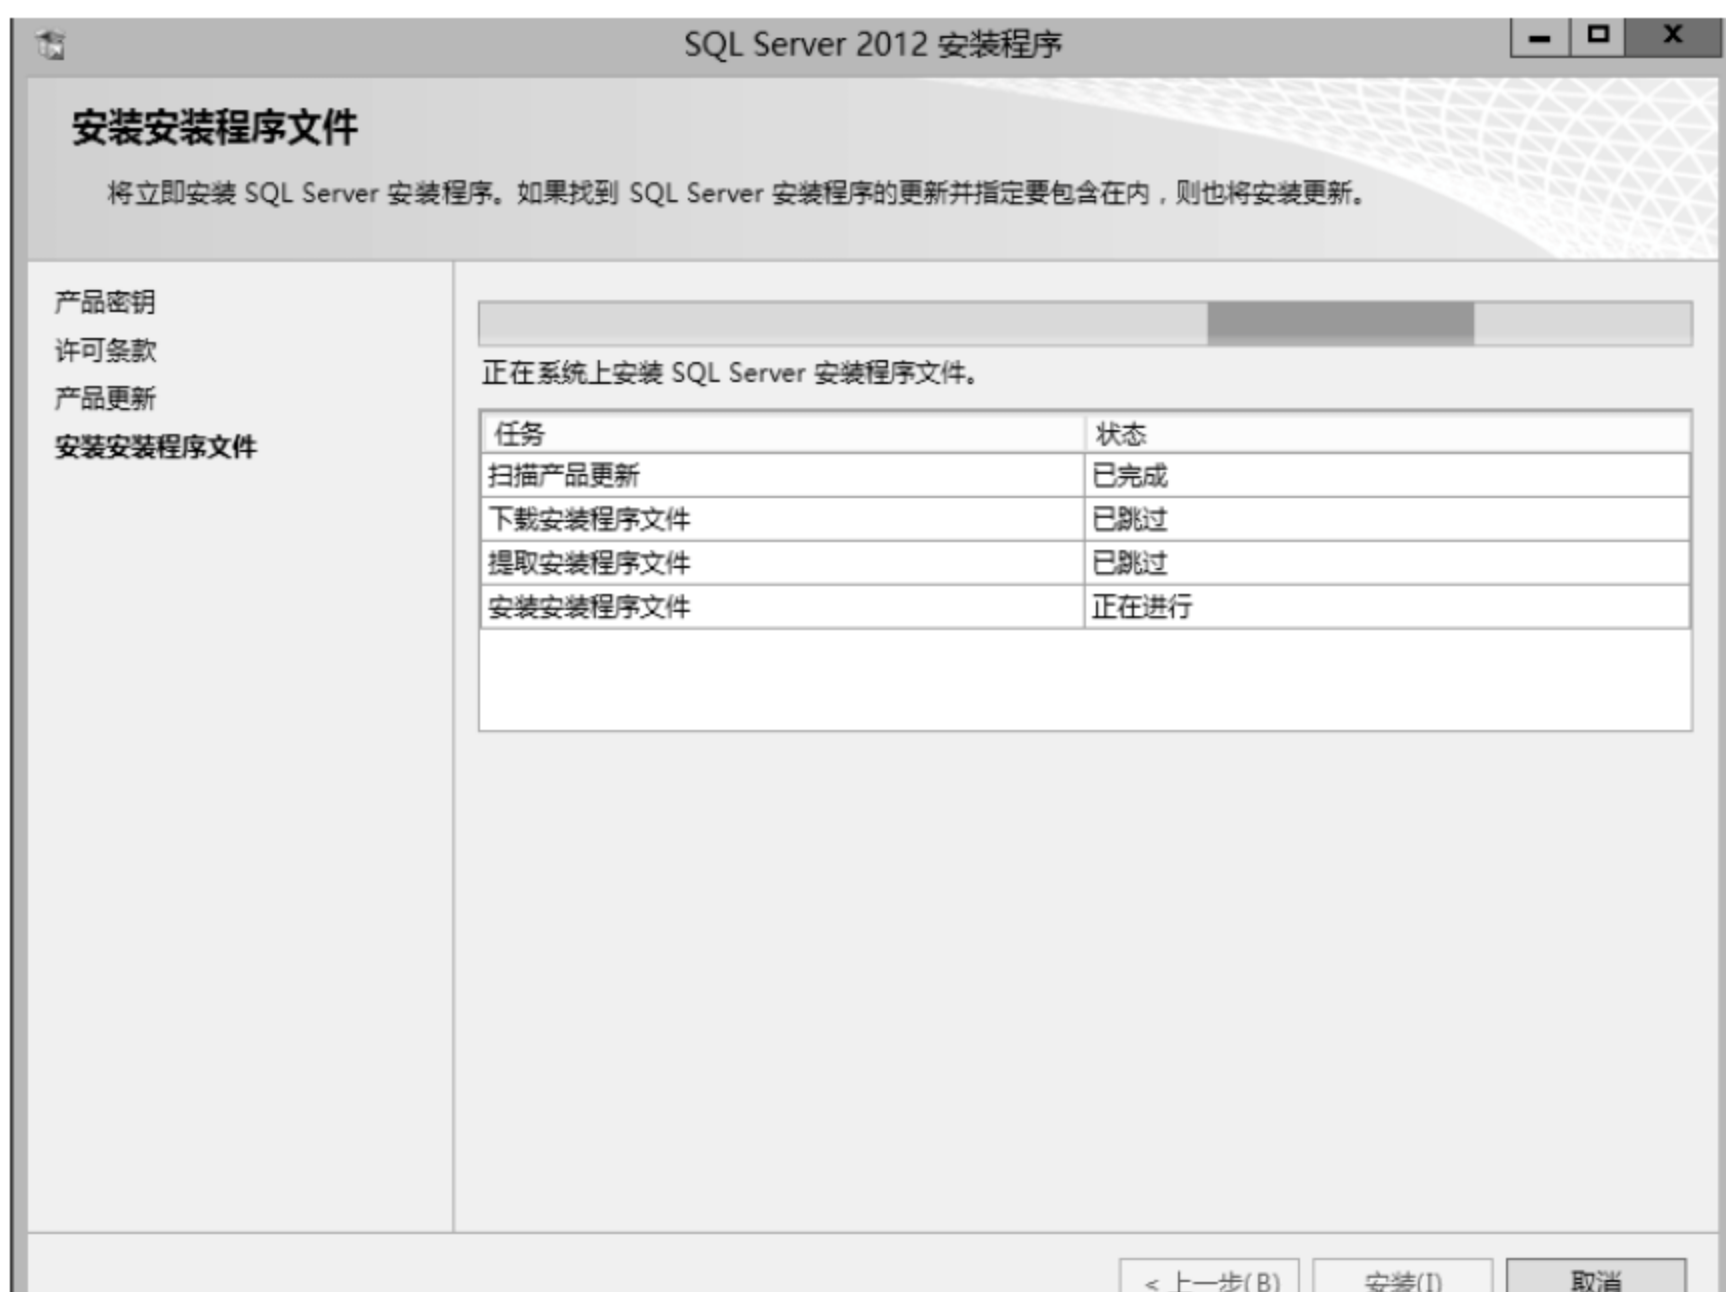 SQL Server 2012 安装程序
安装安装程序文件
将立即安装 SQL Server 安装程序。如果找到 SQL Server 安装程序的更新并指定要包含在内，则也将安装更新。
产品密钥
许可条款
产品更新
安装安装程序文件
正在系统上安装 SQL Server 安装程序文件。
任务 状态
扫描产品更新 已完成
下载安装程序文件 已跳过
提取安装程序文件 已跳过
安装安装程序文件 正在进行
< 上一步(B) 安装(I) 取消